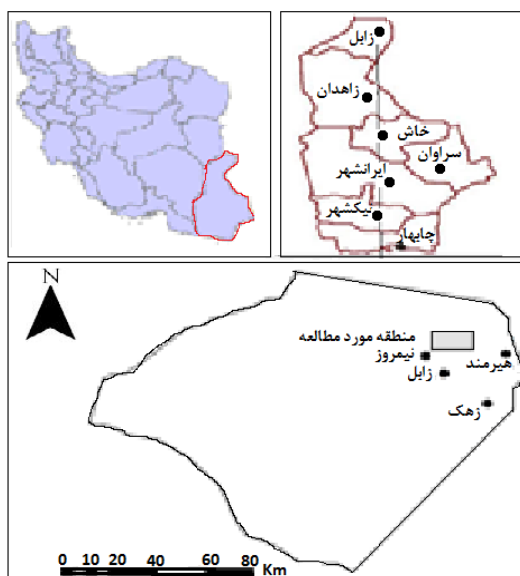 زابل
زاهدان
خاش
سراوان
ایرانشهر
نیکشهر
چابهار
N
منطقه مورد مطالعه
نیمروز
هیرمند
زابل
زهک
0 10 20 40 60 80
Km